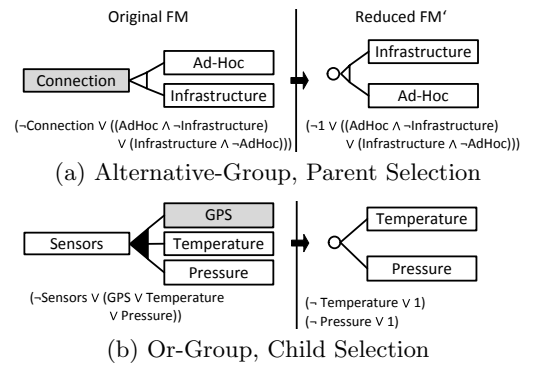 Original FM
Reduced FM‘
Connection
Ad-Hoc
Infrastructure
Infrastructure
Ad-Hoc
(¬Connection ∨ ((AdHoc ∧ ¬Infrastructure)
∨ (Infrastructure ∧ ¬AdHoc)))
(¬1 ∨ ((AdHoc ∧ ¬Infrastructure)
∨ (Infrastructure ∧ ¬AdHoc)))
(a) Alternative-Group, Parent Selection
Sensors
GPS
Temperature
Pressure
Temperature
Pressure
(¬Sensors ∨ (GPS ∨ Temperature
∨ Pressure))
(¬ Temperature ∨ 1)
(¬ Pressure ∨ 1)
(b) Or-Group, Child Selection